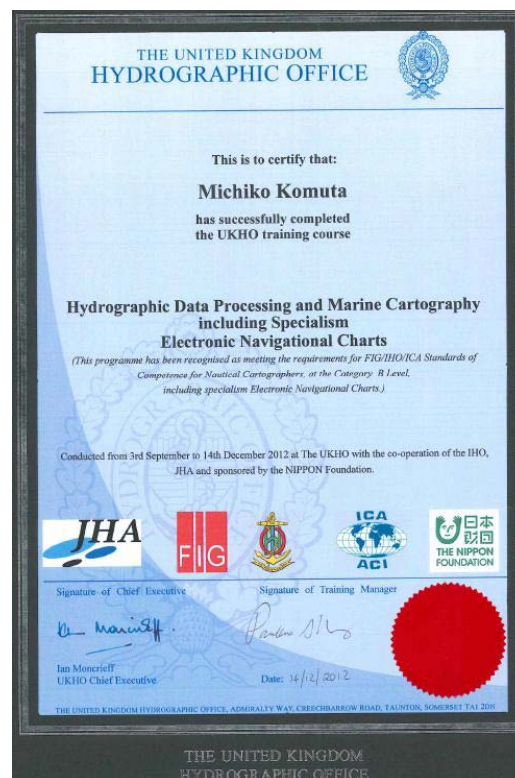 THE UNITED KINGDOM
HYDROGRAPHIC OFFICE
This is to certify that:
Michiko Komuta
has successfully completed
the UKHO training course
Hydrographic Data Processing and Marine Cartography
including Specialism
Electronic Navigational Charts
(This programme has been recognised as meeting the requirements for FIG/IHO/ICA Standards of
Competence for Nautical Cartographers, at the Category B Level,
including specialism Electronic Navigational Charts.)
Conducted from 3rd September to 14th December 2012 at The UKHO with the co-operation of the IHO,
JHA and sponsored by the NIPPON Foundation.
JHA
FIG
ICA
ACI
日本
財団
THE NIPPON
FOUNDATION
Signature of Chief Executive
Signature of Training Manager
Ian Moncrieff
UKHO Chief Executive
Date: 14/12/2012
THE UNITED KINGDOM HYDROGRAPHIC OFFICE, ADMIRALTY WAY, CREECHBARROW ROAD, TAUNTON, SOMERSET TA1 2DN
THE UNITED KINGDOM
HYDROGRAPHIC OFFICE